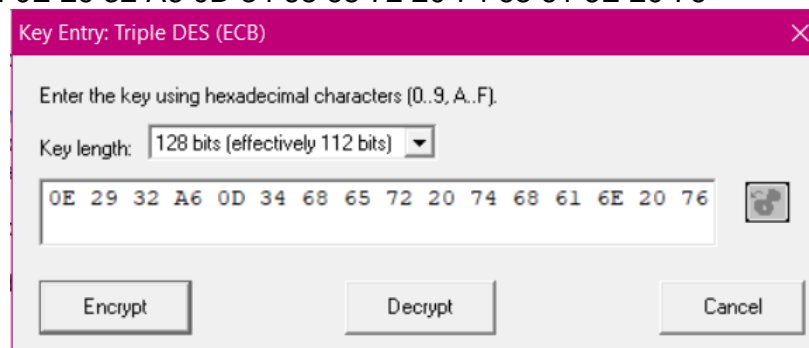 Key Entry: Triple DES (ECB)
Enter the key using hexadecimal characters (0..9, A..F).
Key length: 128 bits (effectively 112 bits)
0E 29 32 A6 0D 34 68 65 72 20 74 68 61 6E 20 76
Encrypt Decrypt Cancel